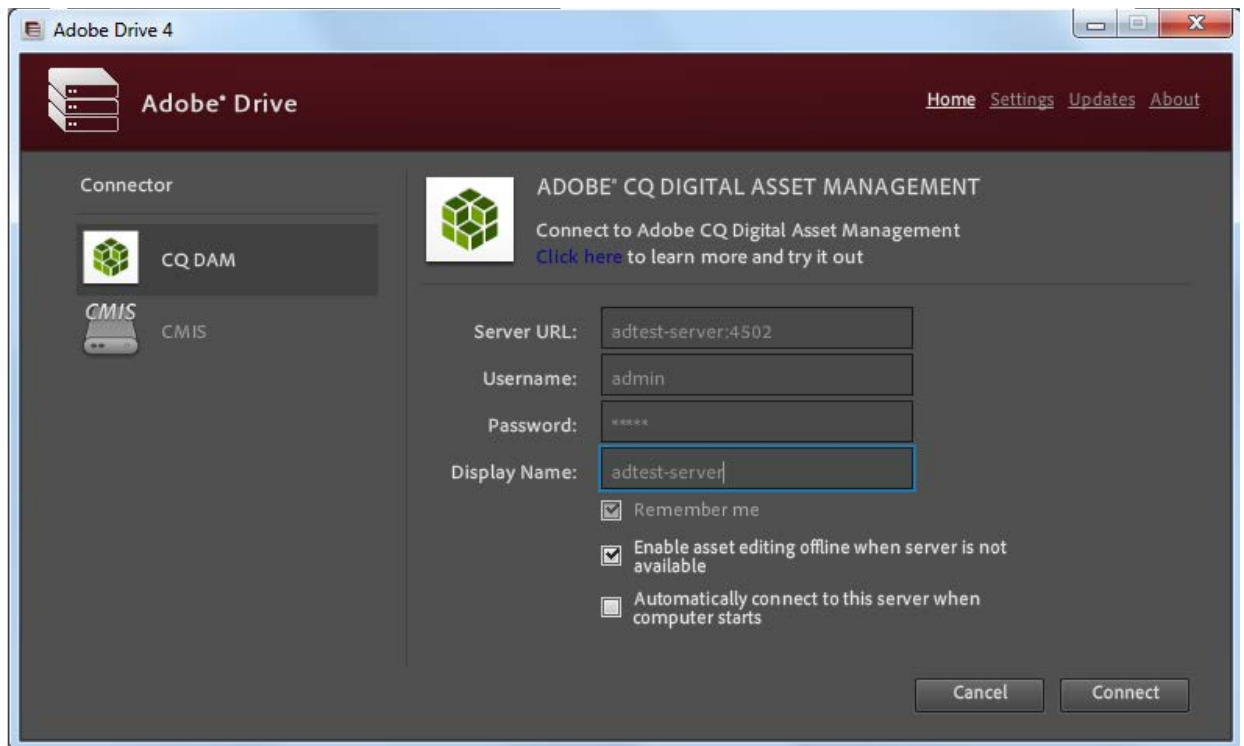 Adobe Drive 4
Adobe® Drive
Home Settings Updates About
Connector
CQ DAM
CMIS
CMIS
ADOBE® CQ DIGITAL ASSET MANAGEMENT
Connect to Adobe CQ Digital Asset Management
Click here to learn more and try it out
Server URL: adtest-server:4502
Username: admin
Password: *****
Display Name: adtest-server
Remember me
Enable asset editing offline when server is not
available
Automatically connect to this server when
computer starts
Cancel Connect